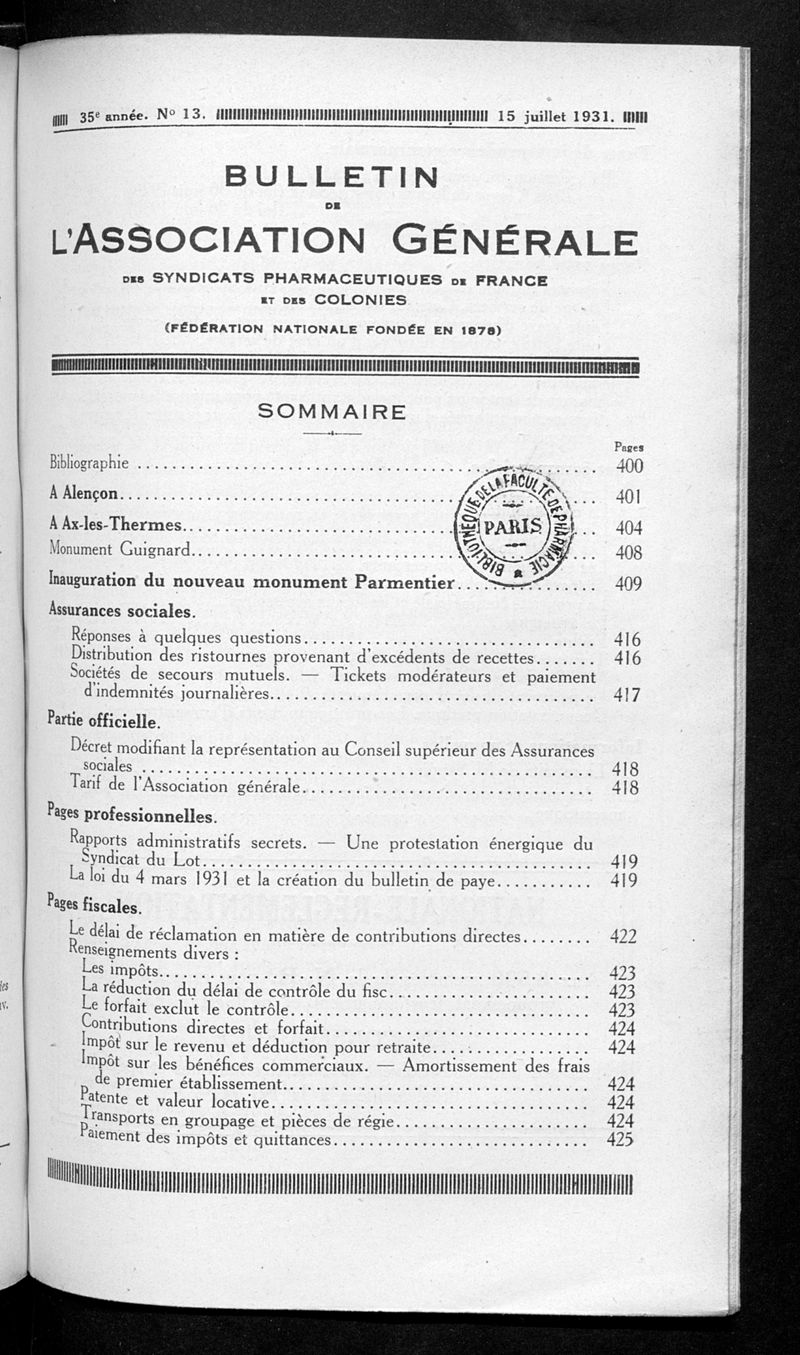 35e année. No 13. 15 juillet 1931.
BULLETIN
DE
L'ASSOCIATION GÉNÉRALE
DES SYNDICATS PHARMACEUTIQUES DE FRANCE
ET DES COLONIES
(FÉDÉRATION NATIONALE FONDÉE EN 1878)
SOMMAIRE
Pages
Bibliographie 400
A Alençon 401
A Ax-les-Thermes 404
Monument Guignard 408
BIBLIOTHÈQUE DE LA FACULTÉ DE PHARMACIE
PARIS
Inauguration du nouveau monument Parmentier 409
Assurances sociales.
Réponses à quelques questions 416
Distribution des ristournes provenant d'excédents de recettes 416
Sociétés de secours mutuels. — Tickets modérateurs et paiement
d'indemnités journalières 417
Partie officielle.
Décret modifiant la représentation au Conseil supérieur des Assurances
sociales 418
Tarif de l'Association générale 418
Pages professionnelles.
Rapports administratifs secrets. — Une protestation énergique du
Syndicat du Lot 419
La loi du 4 mars 1931 et la création du bulletin de paye 419
Pages fiscales.
Le délai de réclamation en matière de contributions directes 422
Renseignements divers :
Les impôts 423
La réduction du délai de contrôle du fisc 423
Le forfait exclut le contrôle 423
Contributions directes et forfait 424
Impôt sur le revenu et déduction pour retraite 424
Impôt sur les bénéfices commerciaux. — Amortissement des frais
de premier établissement 424
Patente et valeur locative 424
Transports en groupage et pièces de régie 424
Paiement des impôts et quittances 425